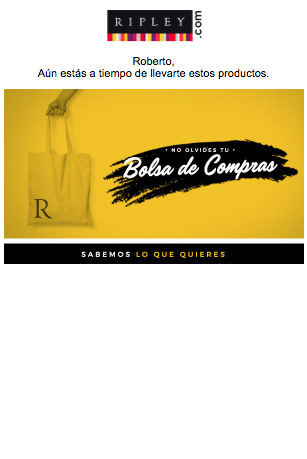 RIPLEY
.com
Roberto,
Aún estás a tiempo de llevarte estos productos.
• NO OLVIDES TU •
Bolsa de Compras
R
SABEMOS LO QUE QUIERES